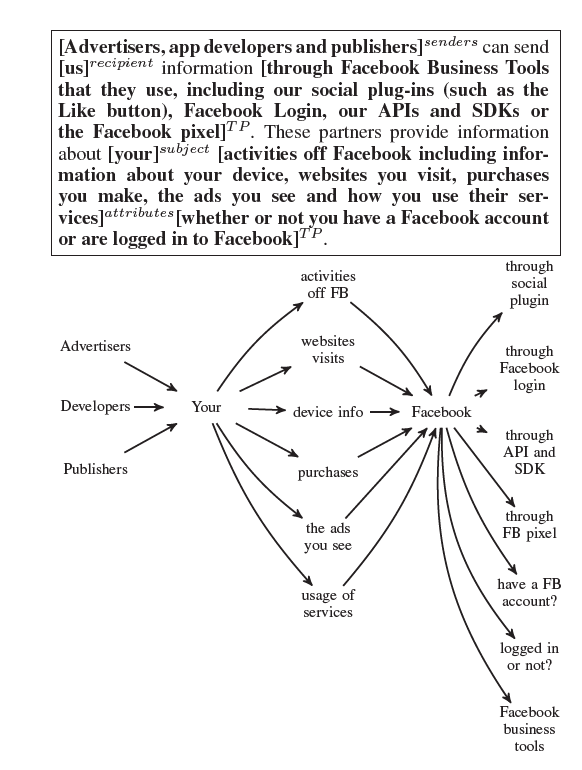 [Advertisers, app developers and publishers]senders can send
[us]recipient information [through Facebook Business Tools
that they use, including our social plug-ins (such as the
Like button), Facebook Login, our APIs and SDKs or
the Facebook pixel]TP. These partners provide information
about [your]subject [activities off Facebook including infor-
mation about your device, websites you visit, purchases
you make, the ads you see and how you use their ser-
vices]attributes[whether or not you have a Facebook account
or are logged in to Facebook]TP.
Advertisers
Developers
Publishers
Your
activities
off FB
websites
visits
device info
purchases
the ads
you see
usage of
services
Facebook
through
social
plugin
through
Facebook
login
through
API and
SDK
through
FB pixel
have a FB
account?
logged in
or not?
Facebook
business
tools